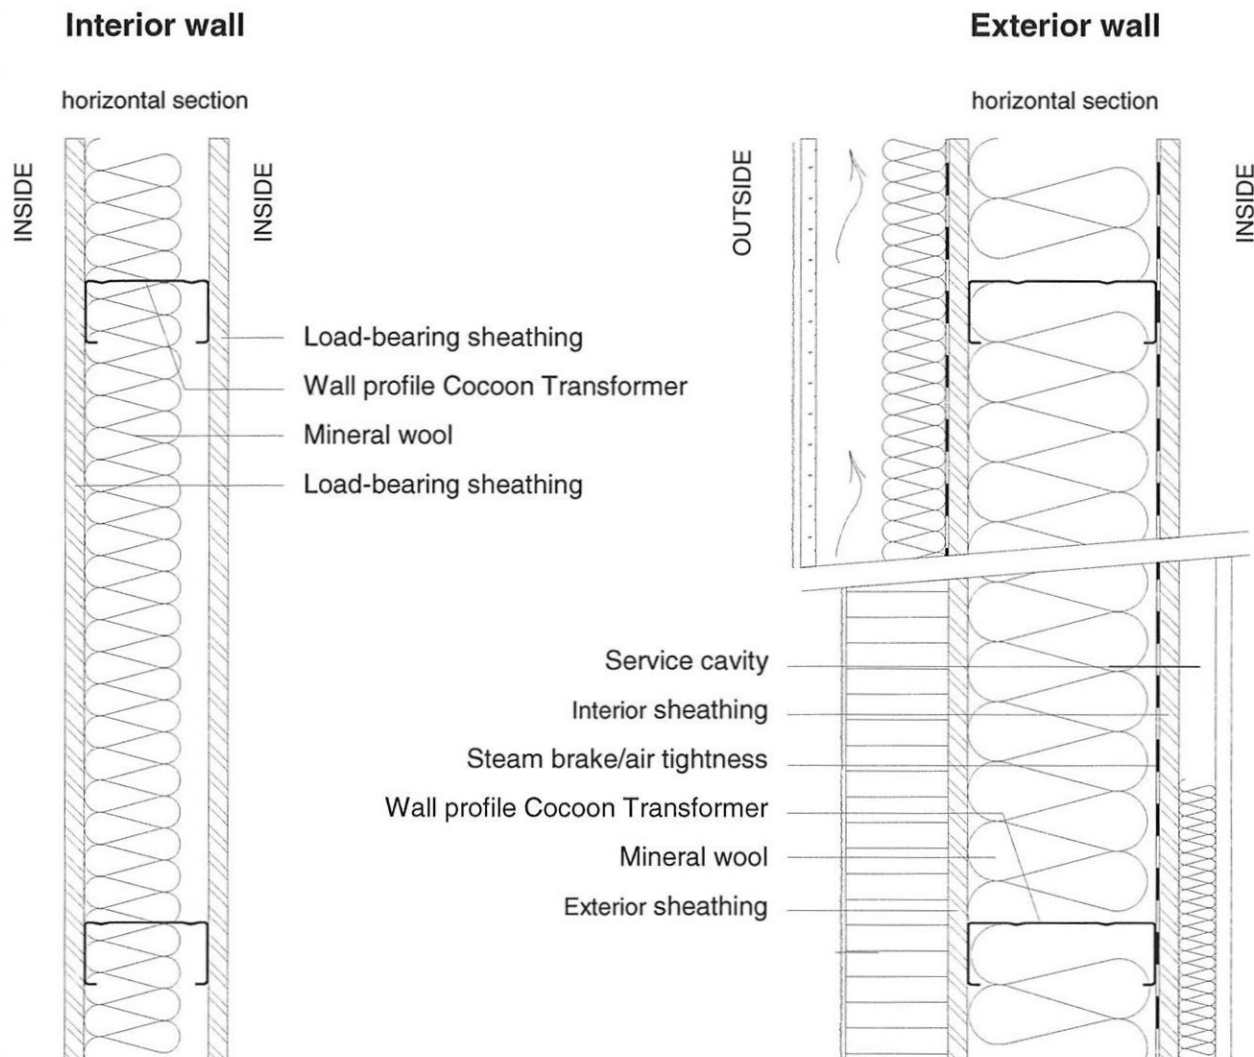 Interior wall
horizontal section
INSIDE
INSIDE
Load-bearing sheathing
Wall profile Cocoon Transformer
Mineral wool
Load-bearing sheathing
Exterior wall
horizontal section
OUTSIDE
INSIDE
Service cavity
Interior sheathing
Steam brake/air tightness
Wall profile Cocoon Transformer
Mineral wool
Exterior sheathing